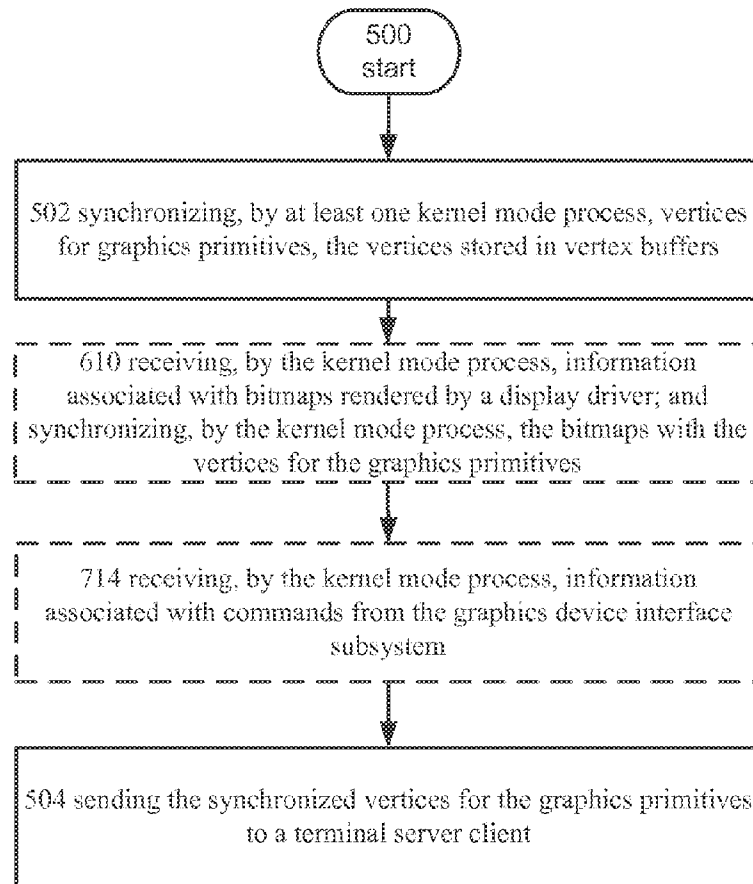 500
start
502 synchronizing, by at least one kernel mode process, vertices
for graphics primitives, the vertices stored in vertex buffers
610 receiving, by the kernel mode process, information
associated with bitmaps rendered by a display driver; and
synchronizing, by the kernel mode process, the bitmaps with the
vertices for the graphics primitives
714 receiving, by the kernel mode process, information
associated with commands from the graphics device interface
subsystem
504 sending the synchronized vertices for the graphics primitives
to a terminal server client